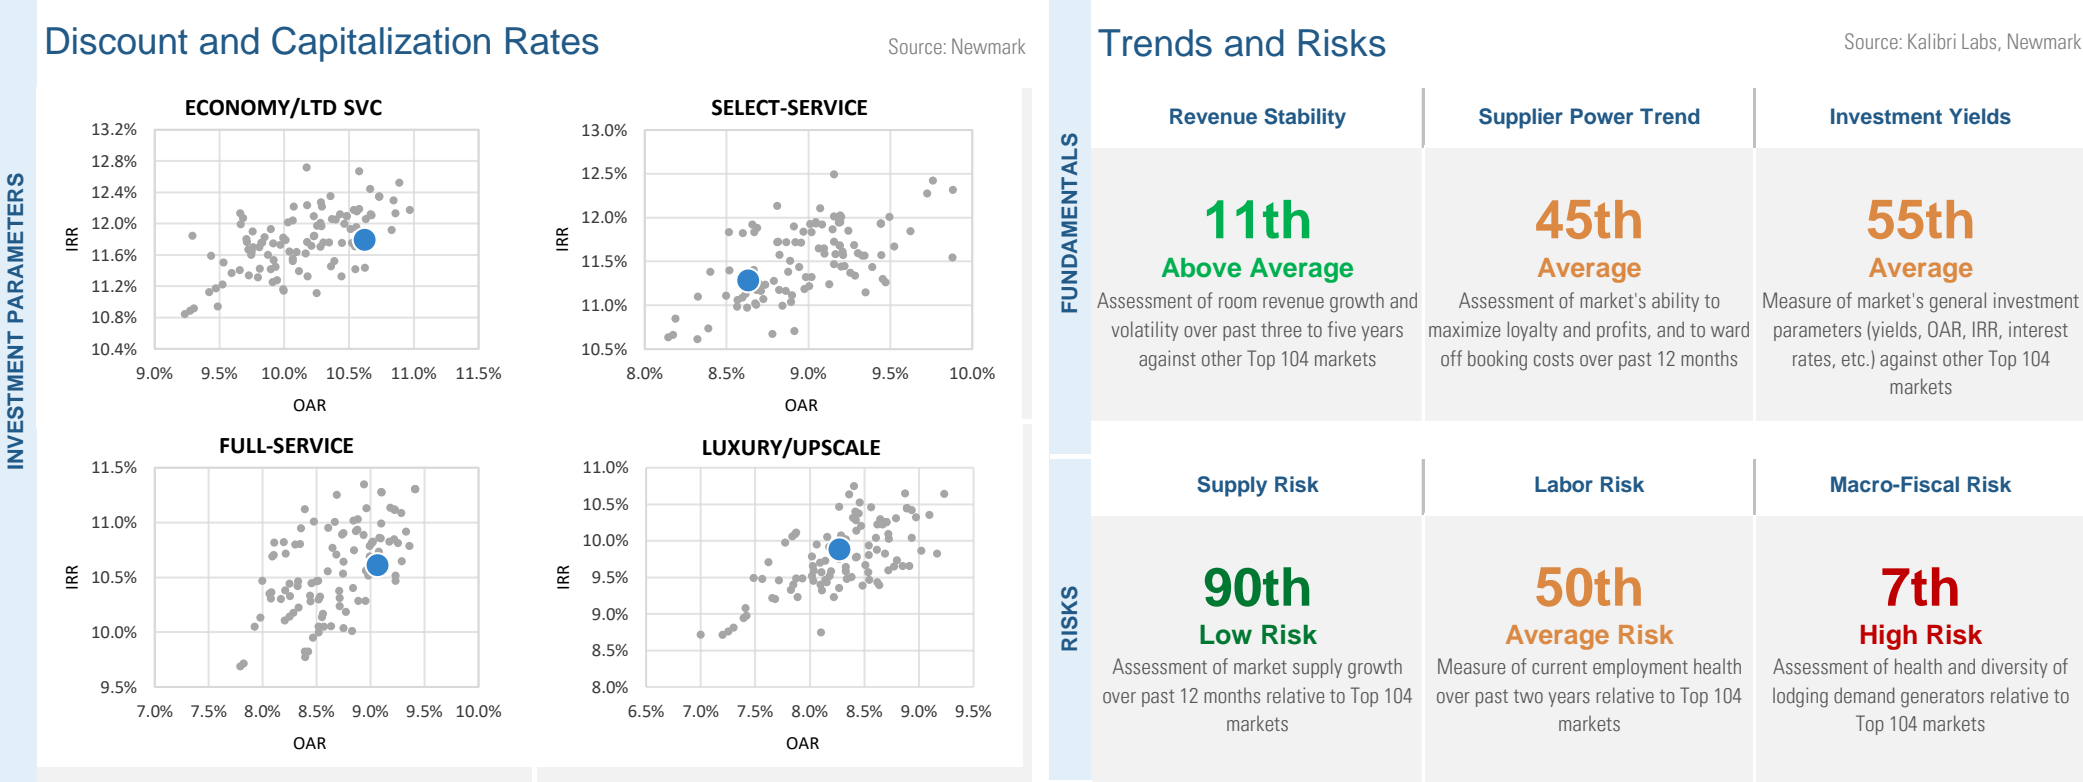 Discount and Capitalization Rates
Source: Newmark
INVESTMENT PARAMETERS
ECONOMY/LTD SVC
13.2%
12.8%
12.4%
12.0%
11.6%
11.2%
10.8%
10.4%
IRR
9.0% 9.5% 10.0% 10.5% 11.0% 11.5%
OAR
SELECT-SERVICE
13.0%
12.5%
12.0%
11.5%
11.0%
10.5%
IRR
8.0% 8.5% 9.0% 9.5% 10.0%
OAR
FULL-SERVICE
11.5%
11.0%
10.5%
10.0%
9.5%
IRR
7.0% 7.5% 8.0% 8.5% 9.0% 9.5% 10.0%
OAR
LUXURY/UPSCALE
11.0%
10.5%
10.0%
9.5%
9.0%
8.5%
8.0%
IRR
6.5% 7.0% 7.5% 8.0% 8.5% 9.0% 9.5%
OAR
Trends and Risks
Source: Kalibri Labs, Newmark
FUNDAMENTALS
Revenue Stability
11th
Above Average
Assessment of room revenue growth and
volatility over past three to five years
against other Top 104 markets
Supplier Power Trend
45th
Average
Assessment of market's ability to
maximize loyalty and profits, and to ward
off booking costs over past 12 months
Investment Yields
55th
Average
Measure of market's general investment
parameters (yields, OAR, IRR, interest
rates, etc.) against other Top 104
markets
RISKS
Supply Risk
90th
Low Risk
Assessment of market supply growth
over past 12 months relative to Top 104
markets
Labor Risk
50th
Average Risk
Measure of current employment health
over past two years relative to Top 104
markets
Macro-Fiscal Risk
7th
High Risk
Assessment of health and diversity of
lodging demand generators relative to
Top 104 markets